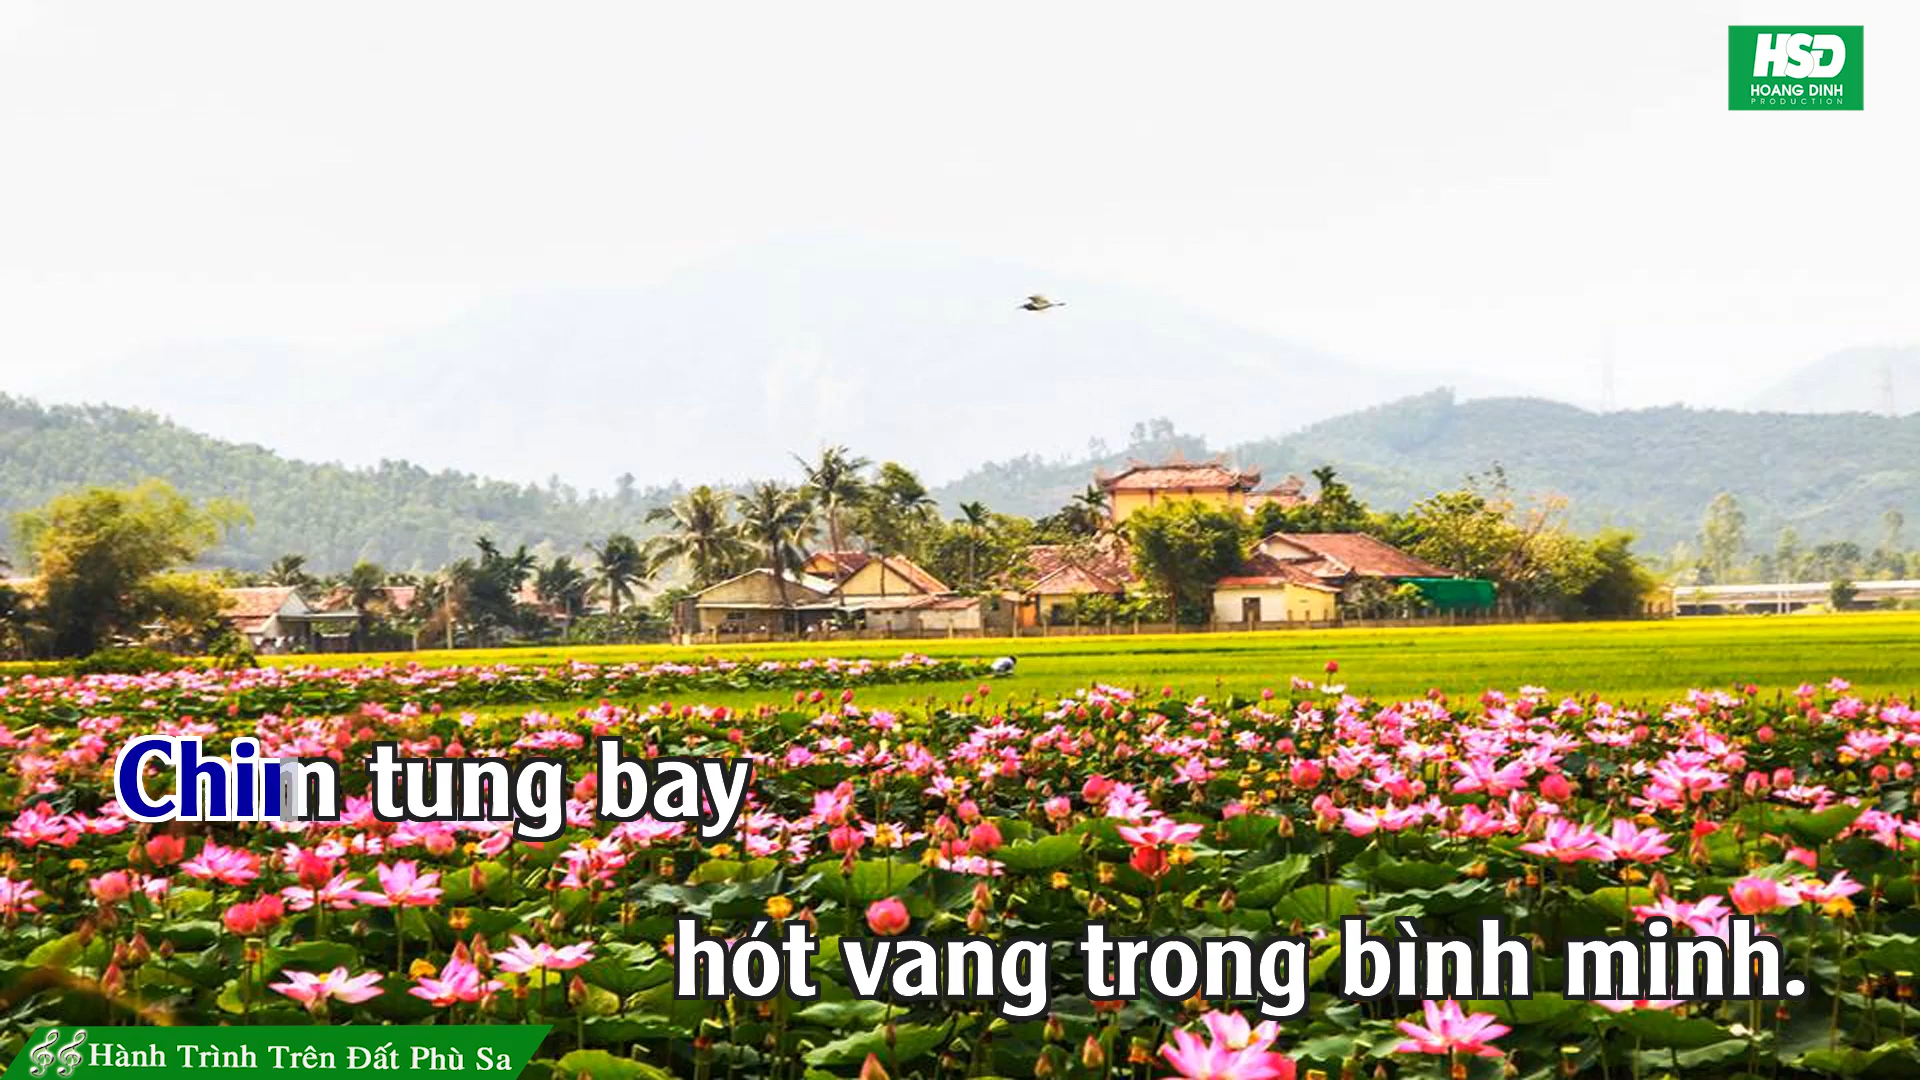 HSD
HOANG DINH
PRODUCTION
Chim tung bay
hót vang trong bình minh.
Hành Trình Trên Đất Phù Sa